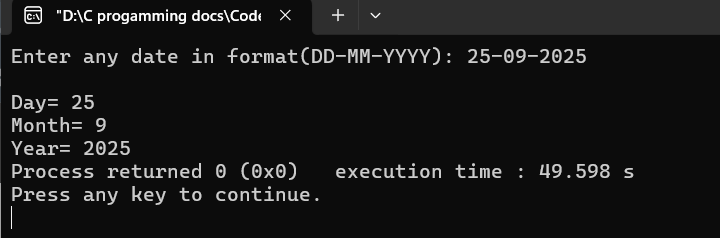 "D:\C progamming docs\Code
Enter any date in format(DD-MM-YYYY): 25-09-2025
Day= 25
Month= 9
Year= 2025
Process returned 0 (0x0)   execution time : 49.598 s
Press any key to continue.